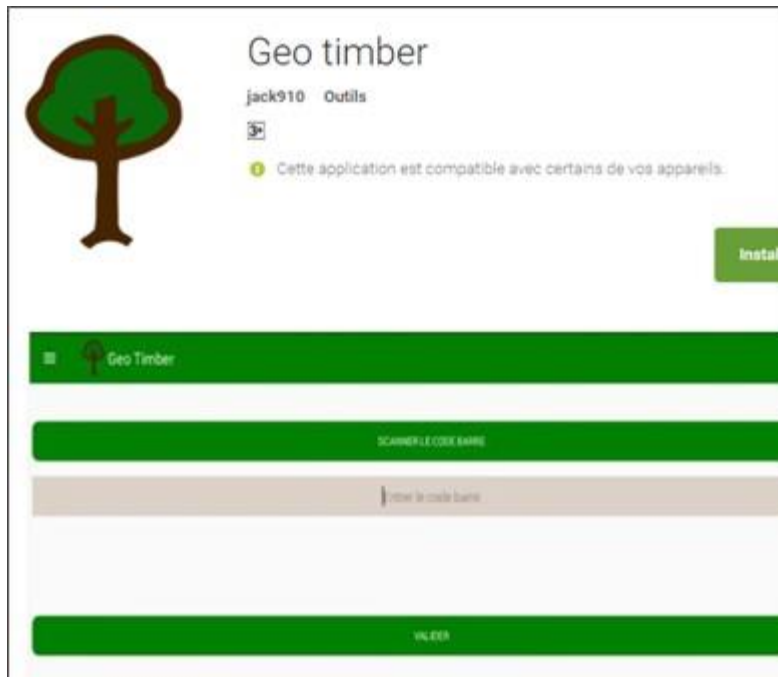 Geo timber
jack910 Outils
3+
Cette application est compatible avec certains de vos appareils.
Instal
Geo Timber
SCANNER LE CODE BARRE
Entrer le code barre
VALIDER